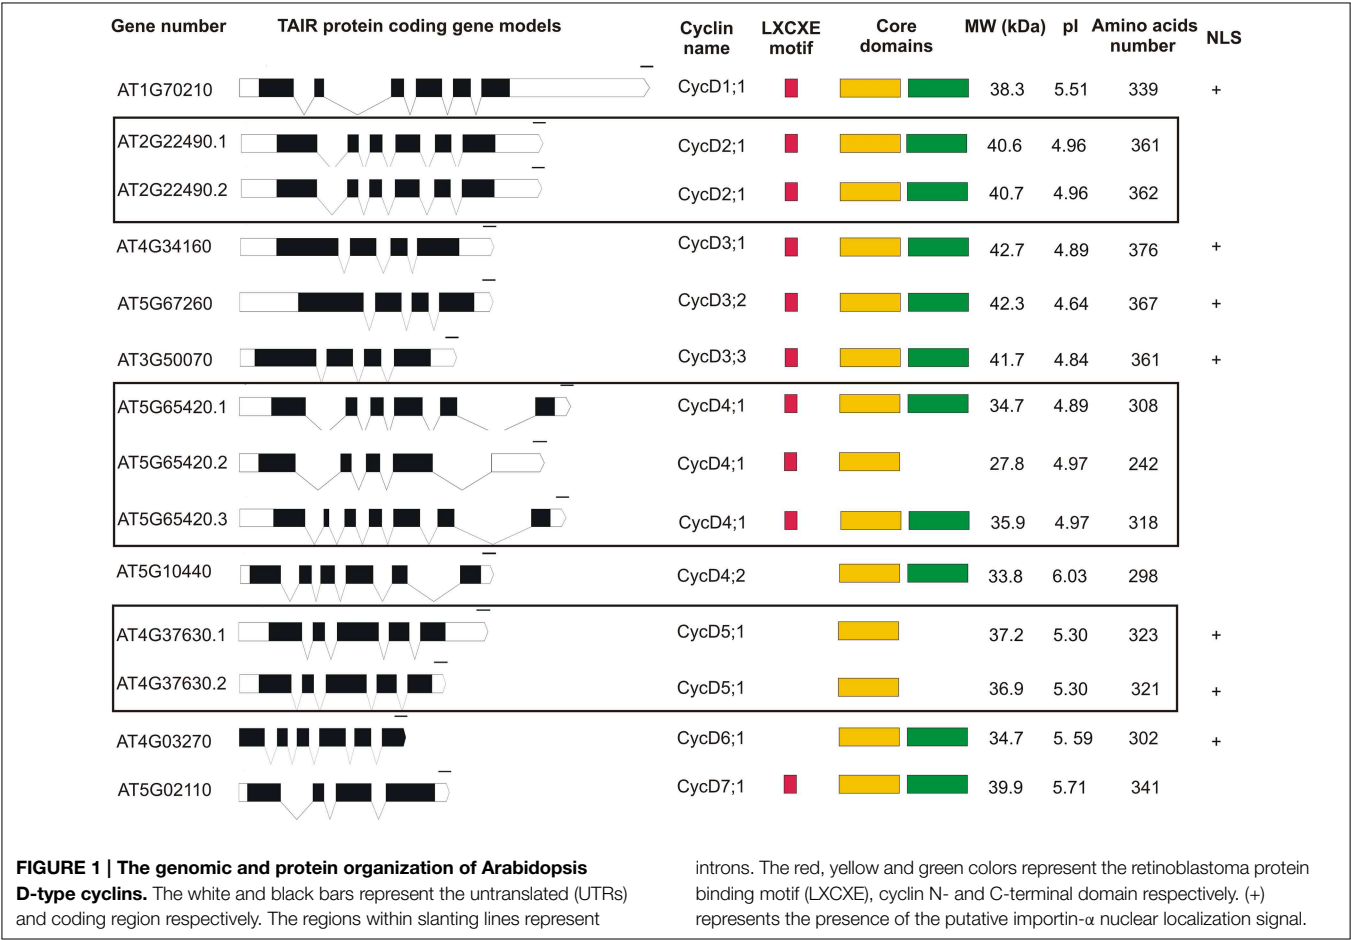 Gene number TAIR protein coding gene models Cyclin name LXCXE motif Core domains MW (kDa) pI Amino acids number NLS
AT1G70210 CycD1;1 38.3 5.51 339 +
AT2G22490.1 CycD2;1 40.6 4.96 361
AT2G22490.2 CycD2;1 40.7 4.96 362
AT4G34160 CycD3;1 42.7 4.89 376 +
AT5G67260 CycD3;2 42.3 4.64 367 +
AT3G50070 CycD3;3 41.7 4.84 361 +
AT5G65420.1 CycD4;1 34.7 4.89 308
AT5G65420.2 CycD4;1 27.8 4.97 242
AT5G65420.3 CycD4;1 35.9 4.97 318
AT5G10440 CycD4;2 33.8 6.03 298
AT4G37630.1 CycD5;1 37.2 5.30 323 +
AT4G37630.2 CycD5;1 36.9 5.30 321 +
AT4G03270 CycD6;1 34.7 5. 59 302 +
AT5G02110 CycD7;1 39.9 5.71 341
FIGURE 1 | The genomic and protein organization of Arabidopsis
D-type cyclins. The white and black bars represent the untranslated (UTRs)
and coding region respectively. The regions within slanting lines represent
introns. The red, yellow and green colors represent the retinoblastoma protein
binding motif (LXCXE), cyclin N- and C-terminal domain respectively. (+)
represents the presence of the putative importin-α nuclear localization signal.